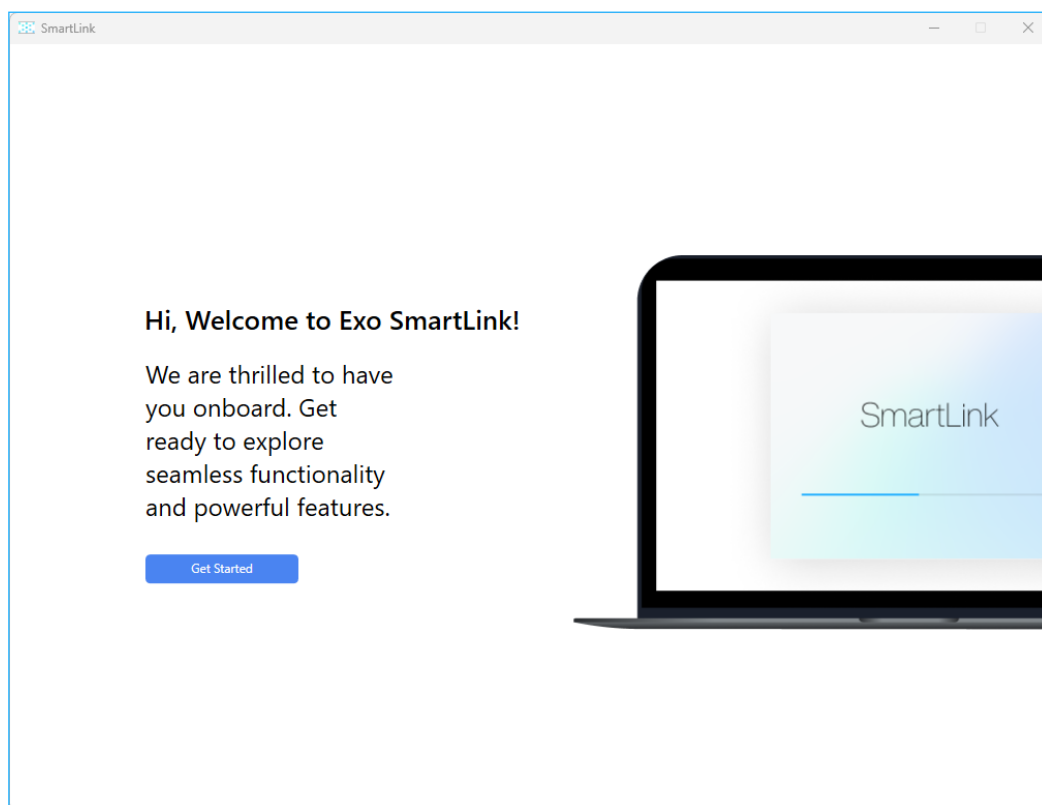 SmartLink
Hi, Welcome to Exo SmartLink!
We are thrilled to have
you onboard. Get
ready to explore
seamless functionality
and powerful features.
Get Started
SmartLink